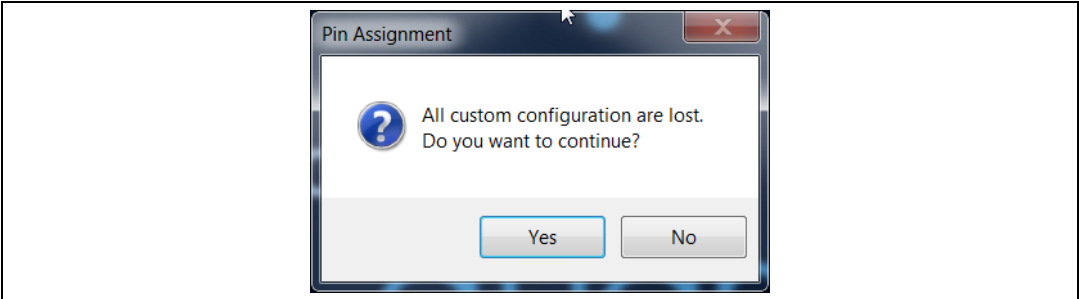 Pin Assignment
All custom configuration are lost.
Do you want to continue?
Yes
No